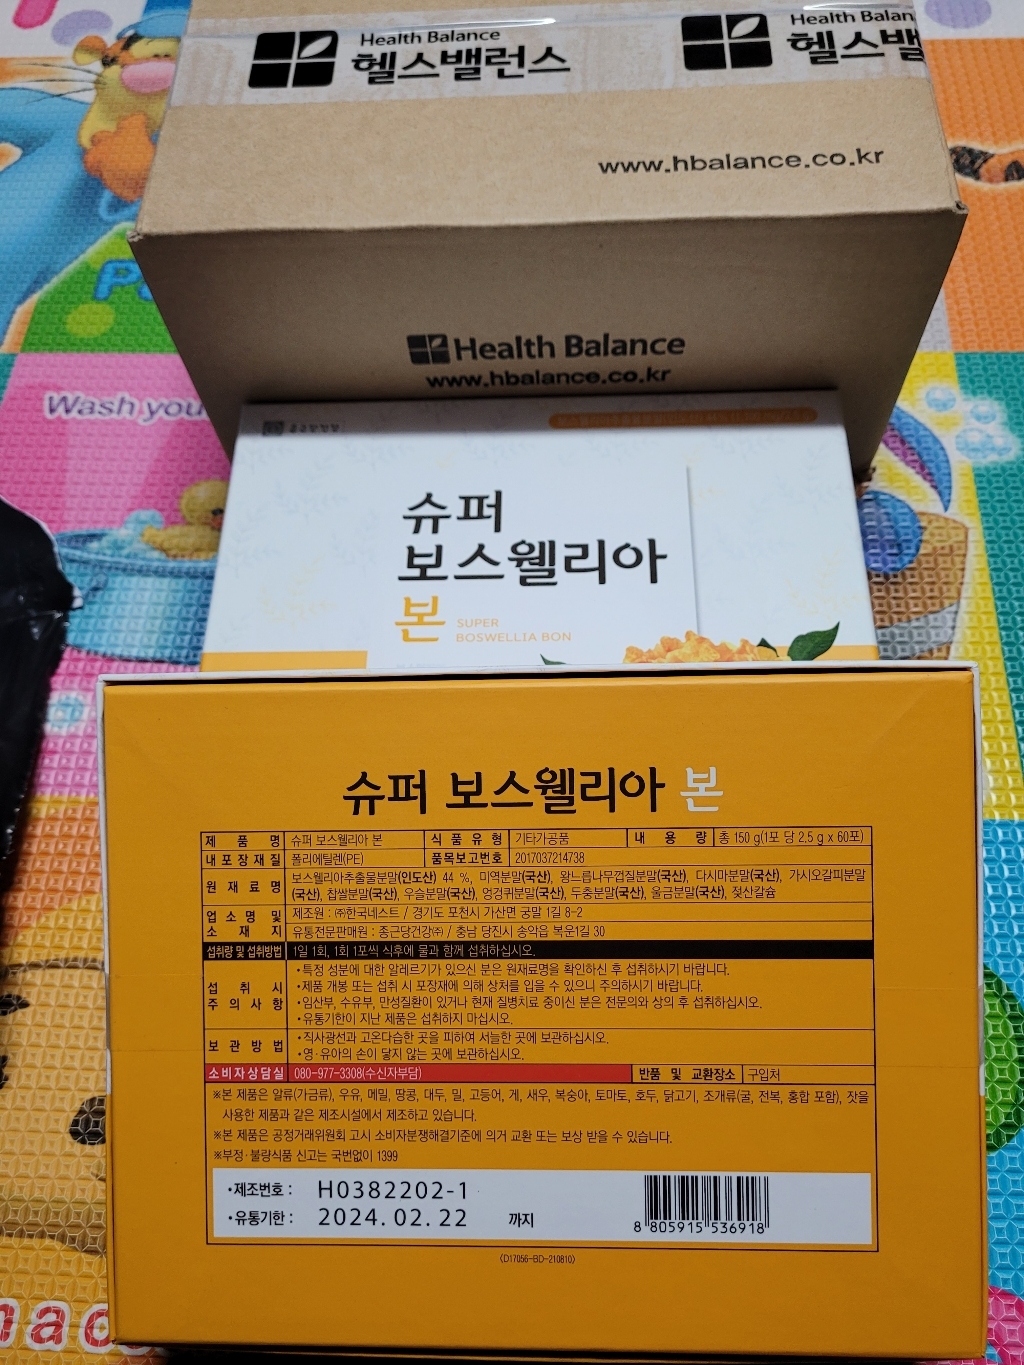 Health Balance
헬스밸런스
Health Balan
헬스밸
www.hbalance.co.kr
Health Balance
www.hbalance.co.kr
Wash you
슈퍼
보스웰리아
본 SUPER
BOSWELLIA BON
슈퍼 보스웰리아 본
제품명 슈퍼 보스웰리아 본 식품유형 기타가공품 내용량 총 150 g(1포 당 2.5 g x 60포)
내포장재질 폴리에틸렌(PE) 품목보고번호 2017037214738
원재료명 보스웰리아추출물분말(인도산) 44 %, 미역분말(국산), 왕느릅나무껍질분말(국산), 다시마분말(국산), 가시오갈피분말
(국산), 찹쌀분말(국산), 우슬분말(국산), 엉겅퀴분말(국산), 두충분말(국산), 울금분말(국산), 젖산칼슘
업소명 및 소재지 제조원 : ㈜한국네스트 / 경기도 포천시 가산면 궁말 1길 8-2
유통전문판매원 : 종근당건강㈜ / 충남 당진시 송악읍 복운1길 30
섭취량 및 섭취방법 1일 1회, 1회 1포씩 식후에 물과 함께 섭취하십시오.
섭취시 주의사항 •특정 성분에 대한 알레르기가 있으신 분은 원재료명을 확인하신 후 섭취하시기 바랍니다.
•제품 개봉 또는 섭취 시 포장재에 의해 상처를 입을 수 있으니 주의하시기 바랍니다.
•임산부, 수유부, 만성질환이 있거나 현재 질병치료 중이신 분은 전문의와 상의 후 섭취하십시오.
•유통기한이 지난 제품은 섭취하지 마십시오.
보관방법 •직사광선과 고온다습한 곳을 피하여 서늘한 곳에 보관하십시오.
•영·유아의 손이 닿지 않는 곳에 보관하십시오.
소비자상담실 080-977-3308(수신자부담) 반품 및 교환장소 구입처
※본 제품은 알류(가금류), 우유, 메밀, 땅콩, 대두, 밀, 고등어, 게, 새우, 복숭아, 토마토, 호두, 닭고기, 조개류(굴, 전복, 홍합 포함), 잣을
사용한 제품과 같은 제조시설에서 제조하고 있습니다.
※본 제품은 공정거래위원회 고시 소비자분쟁해결기준에 의거 교환 또는 보상 받을 수 있습니다.
※부정·불량식품 신고는 국번없이 1399
•제조번호 : H0382202-1
•유통기한 : 2024.02.22 까지
8 805915 536918
(D17056-BD-210810)